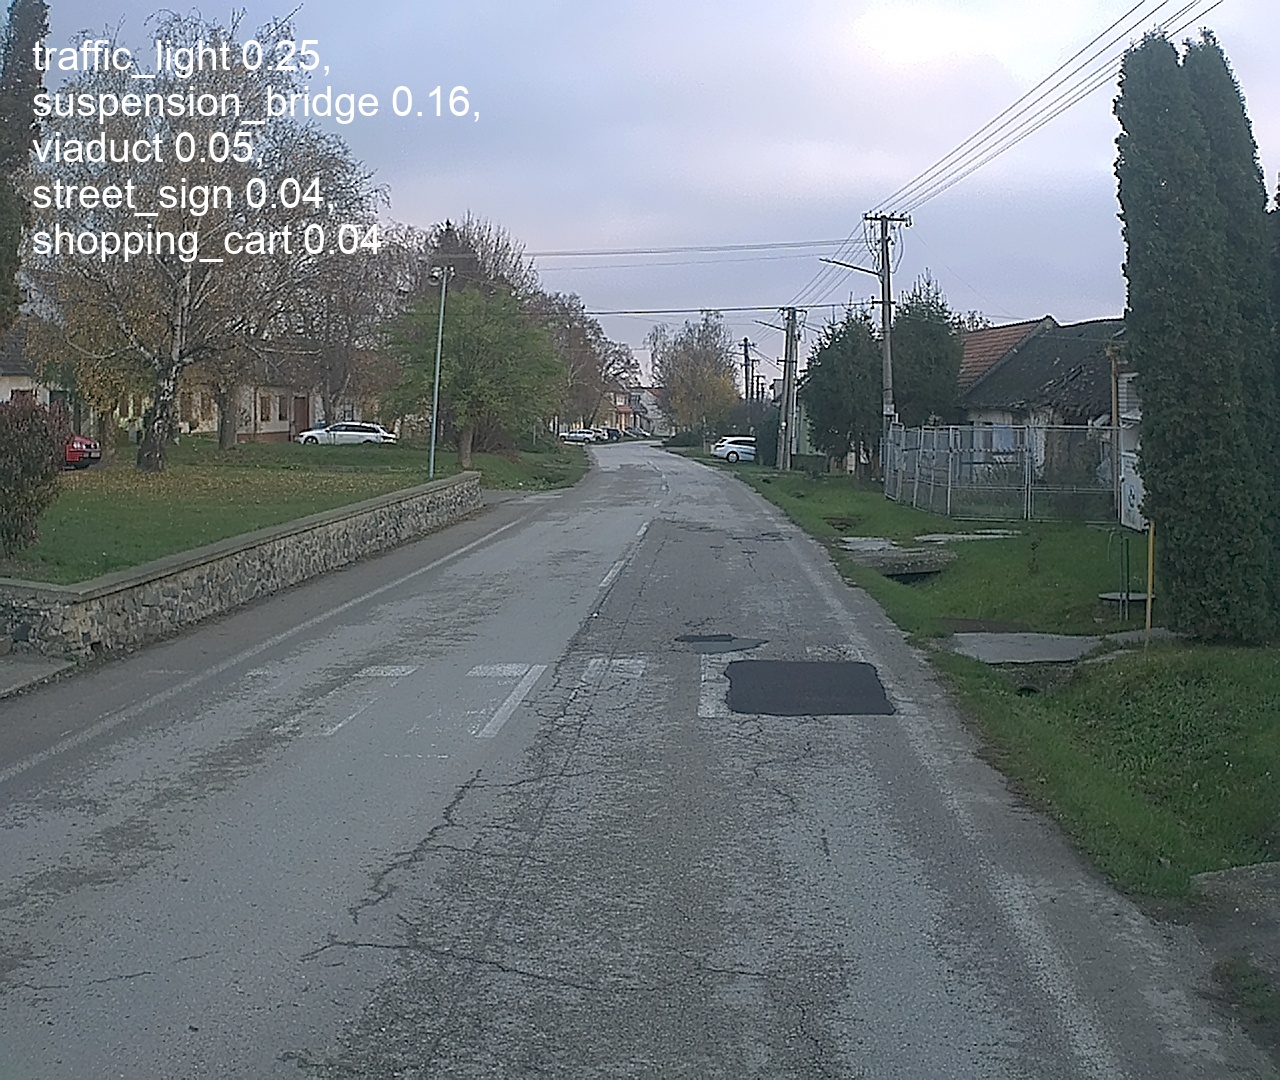 traffic_light 0.25,
suspension_bridge 0.16,
viaduct 0.05,
street_sign 0.04,
shopping_cart 0.04